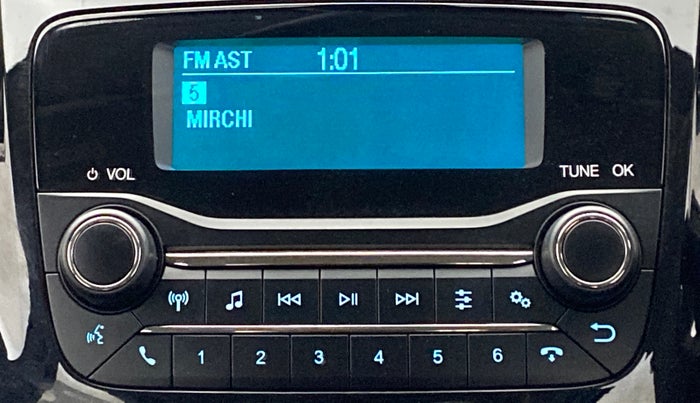 FM AST 1:01
5
MIRCHI
VOL
TUNE OK
1 2 3 4 5 6